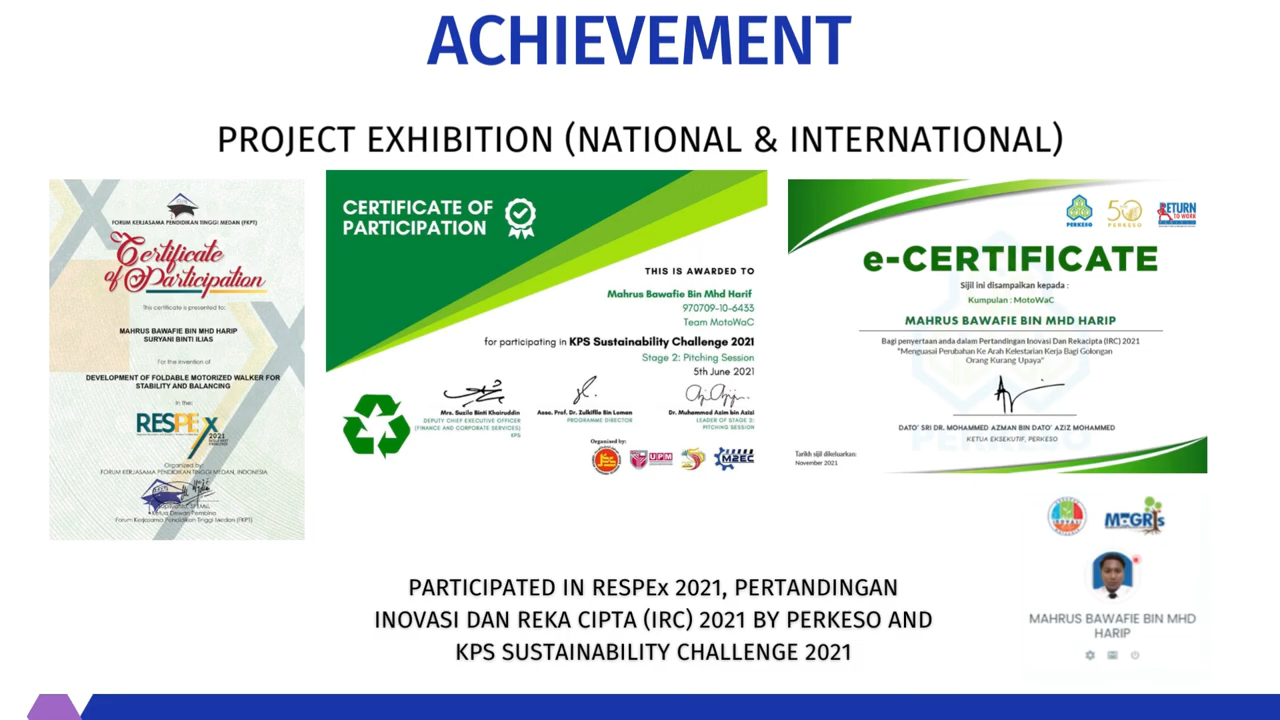 ACHIEVEMENT
PROJECT EXHIBITION (NATIONAL & INTERNATIONAL)
FORUM KERJASAMA PENDIDIKAN TINGGI MEDAN (FKPT)
Certificate
of Participation
This certificate is presented to:
MAHRUS BAWAFIE BIN MHD HARIP
SURYANI BINTI ILIAS
For the invention of
DEVELOPMENT OF FOLDABLE MOTORIZED WALKER FOR
STABILITY AND BALANCING
in the:
RESPEx
2021
Organized by:
FORUM KERJASAMA PENDIDIKAN TINGGI MEDAN, INDONESIA
Ketua Dewan Pembina
Forum Kerjasama Pendidikan Tinggi Medan (FKPT)
CERTIFICATE OF
PARTICIPATION
THIS IS AWARDED TO
Mahrus Bawafie Bin Mhd Harif
970709-10-6433
Team MotoWaC
for participating in KPS Sustainability Challenge 2021
Stage 2: Pitching Session
5th June 2021
Mrs. Suzila Binti Khairuddin
DEPUTY CHIEF EXECUTIVE OFFICER
(FINANCE AND CORPORATE SERVICES)
KPS
Asso. Prof. Dr. Zulkiflle Bin Leman
PROGRAMME DIRECTOR
Dr. Muhammad Azim bin Azizi
LEADER OF STAGE 2:
PITCHING SESSION
Organised by:
UPM
M2EC
PERKESO
50
PERKESO
RETURN
TO WORK
e-CERTIFICATE
Sijil ini disampaikan kepada :
Kumpulan : MotoWaC
MAHRUS BAWAFIE BIN MHD HARIP
Bagi penyertaan anda dalam Pertandingan Inovasi Dan Rekacipta (IRC) 2021
"Menguasai Perubahan Ke Arah Kelestarian Kerja Bagi Golongan
Orang Kurang Upaya"
DATO' SRI DR. MOHAMMED AZMAN BIN DATO' AZIZ MOHAMMED
KETUA EKSEKUTIF, PERKESO
Tarikh sijil dikeluarkan:
November 2021
MyGRIs
MAHRUS BAWAFIE BIN MHD
HARIP
PARTICIPATED IN RESPEx 2021, PERTANDINGAN
INOVASI DAN REKA CIPTA (IRC) 2021 BY PERKESO AND
KPS SUSTAINABILITY CHALLENGE 2021